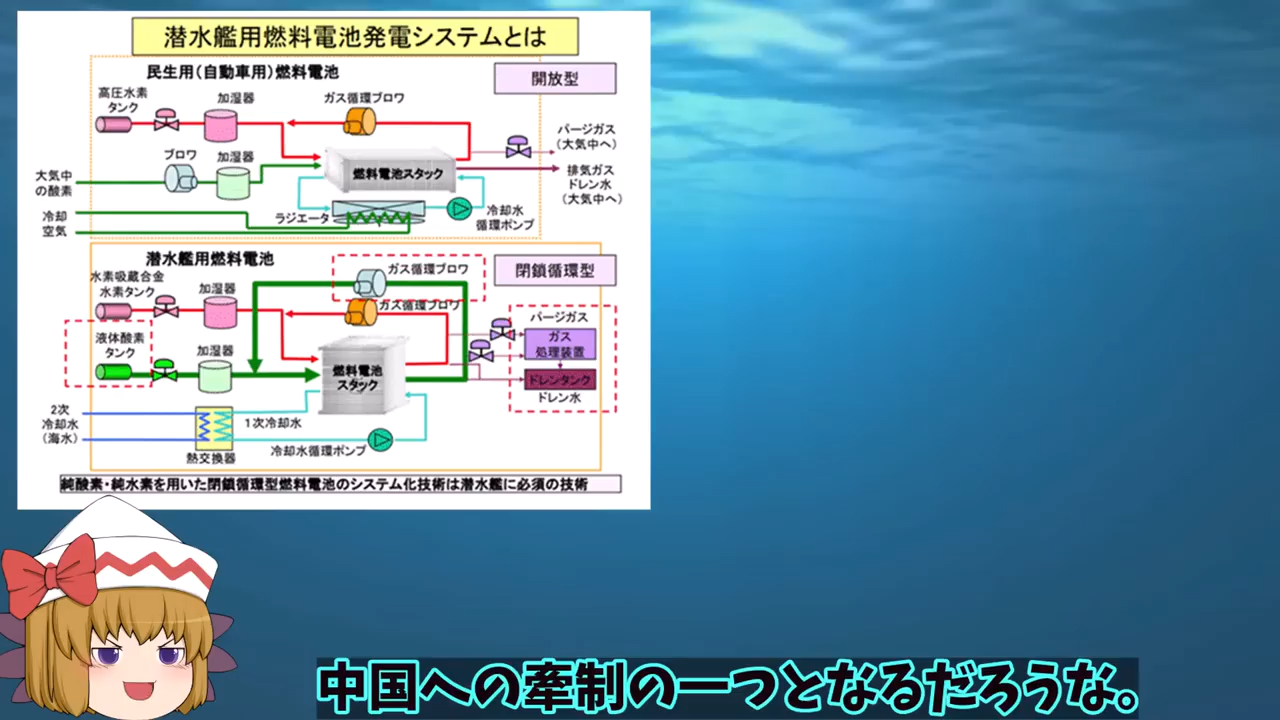 潜水艦用燃料電池発電システムとは
民生用(自動車用)燃料電池
開放型
高圧水素
タンク
加湿器
ガス循環ブロワ
パージガス
(大気中へ)
ブロワ
加湿器
大気中
の酸素
燃料電池スタック
排気ガス
ドレン水
(大気中へ)
冷却
空気
ラジエータ
冷却水
循環ポンプ
潜水艦用燃料電池
閉鎖循環型
水素吸蔵合金
水素タンク
加湿器
ガス循環ブロワ
ガス循環ブロワ
パージガス
液体酸素
タンク
加湿器
燃料電池
スタック
ガス
処理装置
ドレンタンク
ドレン水
2次
冷却水
(海水)
1次冷却水
冷却水循環ポンプ
熱交換器
純酸素・純水素を用いた閉鎖循環型燃料電池のシステム化技術は潜水艦に必須の技術
中国への牽制の一つとなるだろうな。